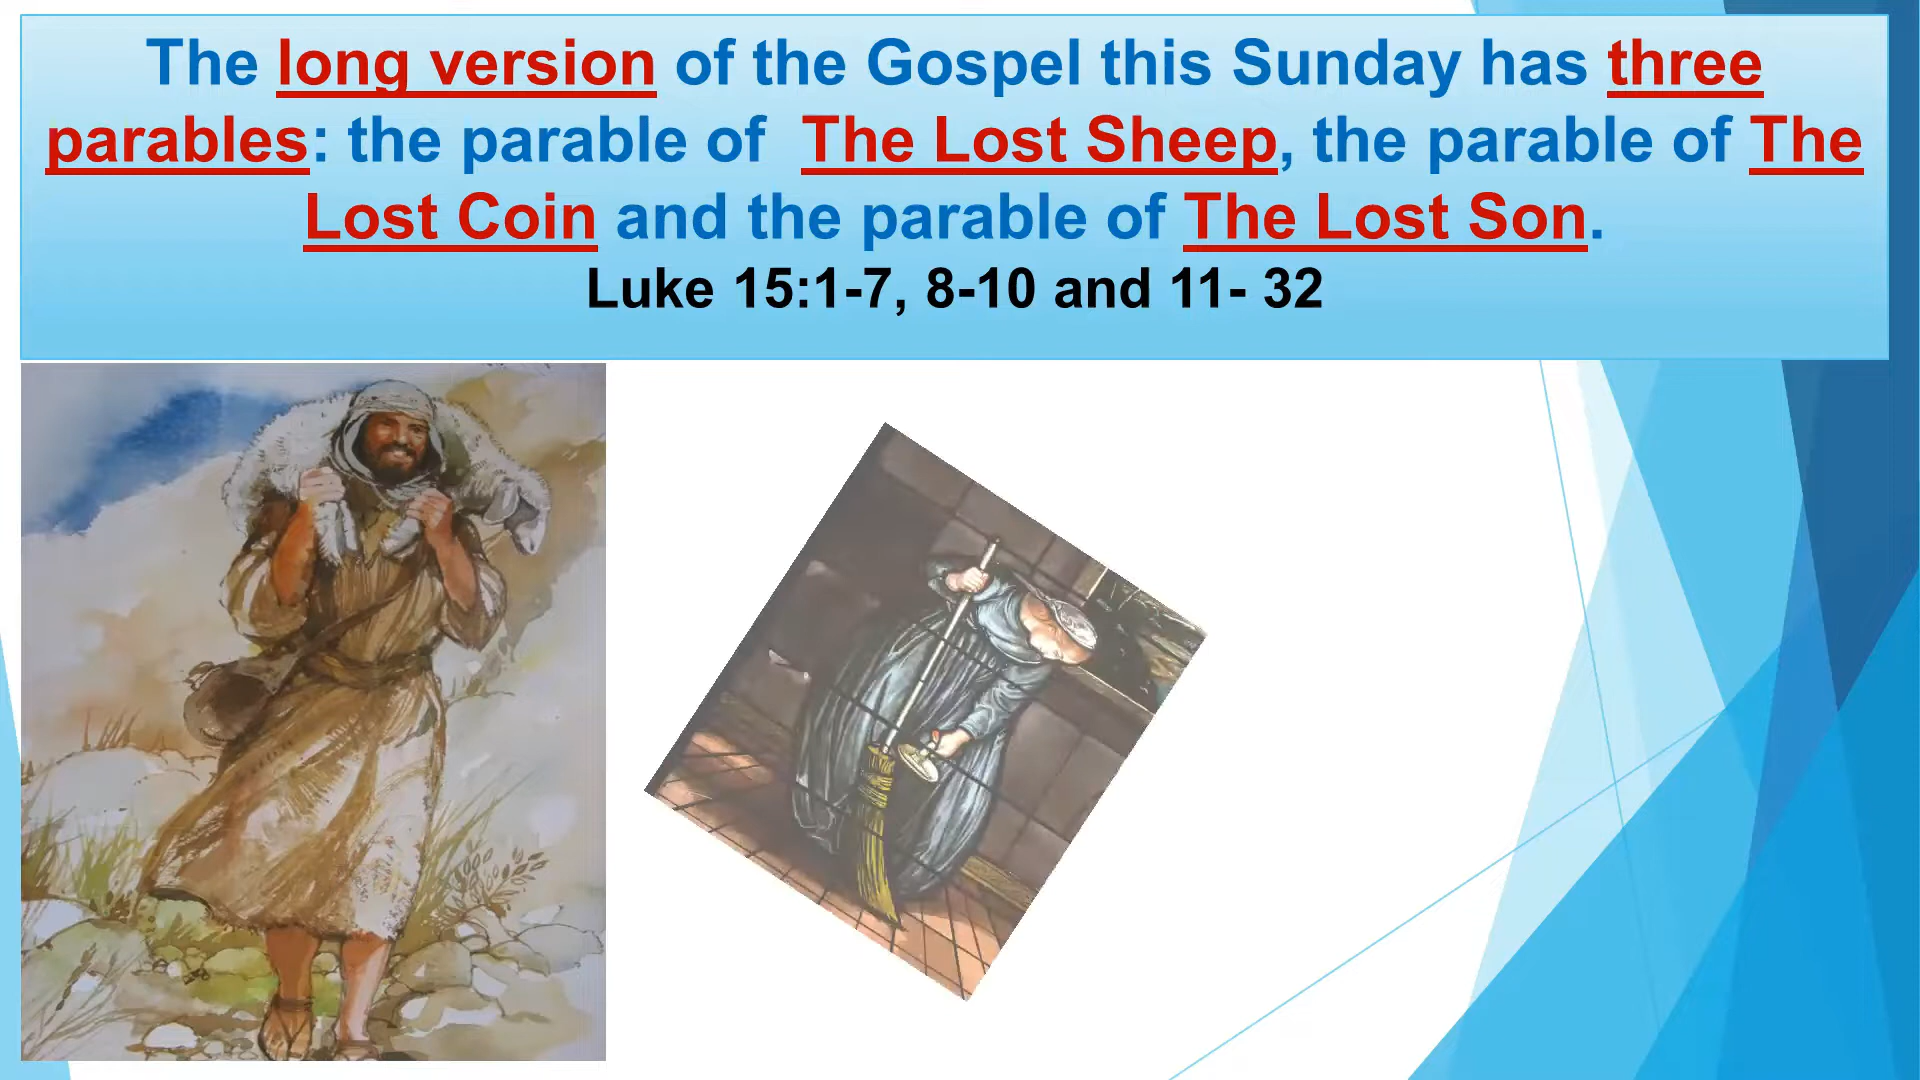 The long version of the Gospel this Sunday has three
parables: the parable of The Lost Sheep, the parable of The
Lost Coin and the parable of The Lost Son.
Luke 15:1-7, 8-10 and 11- 32